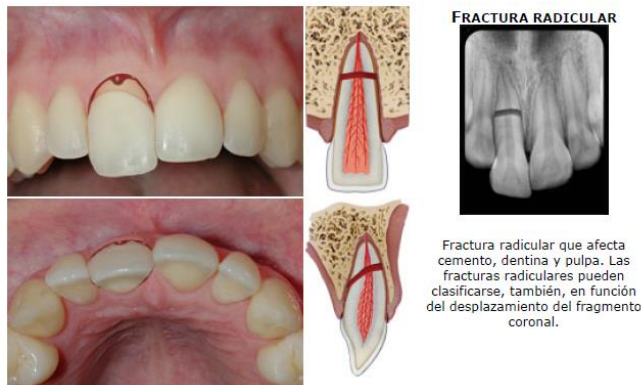 FRACTURA RADICULAR
Fractura radicular que afecta
cemento, dentina y pulpa. Las
fracturas radiculares pueden
clasificarse, también, en función
del desplazamiento del fragmento
coronal.